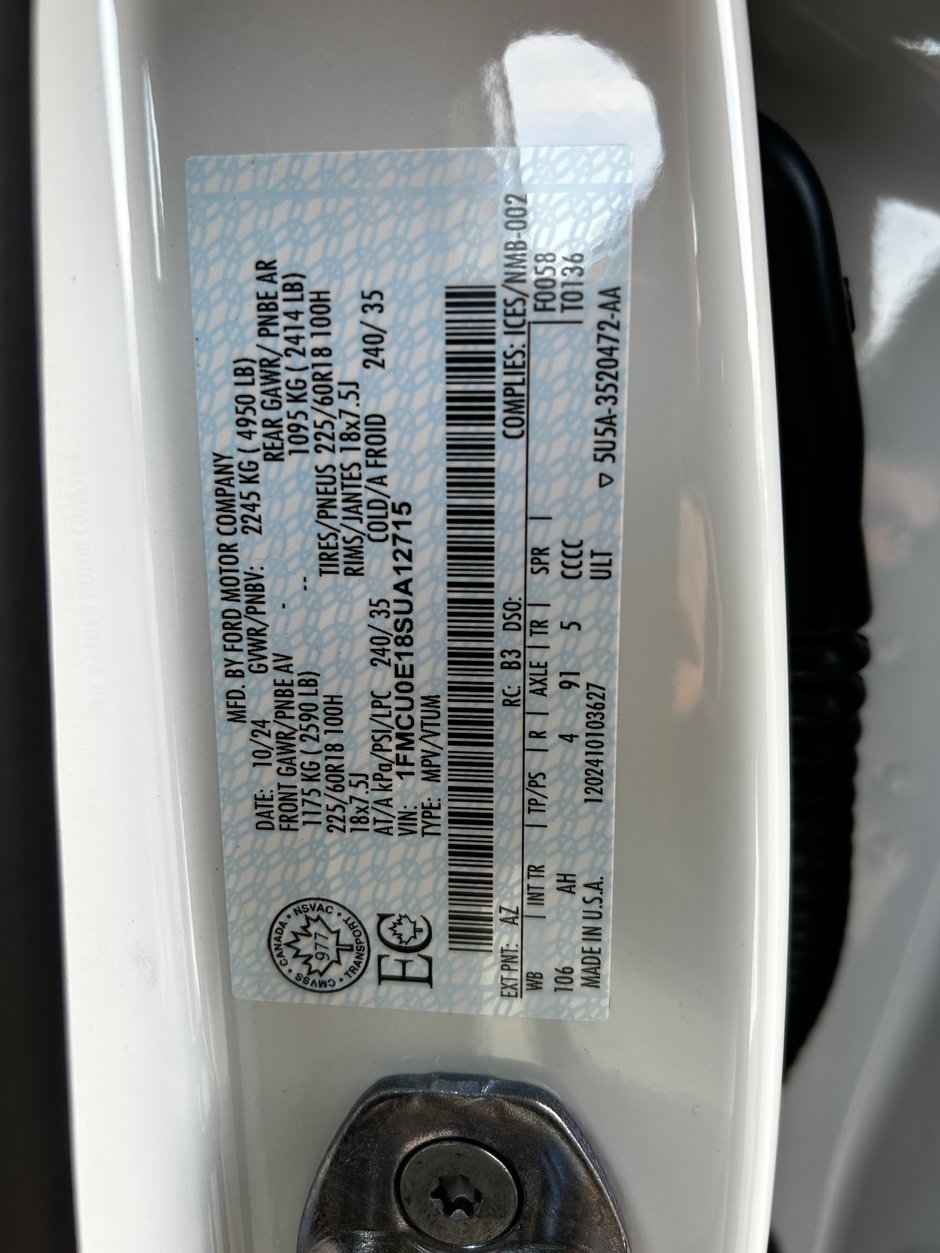 MFD. BY FORD MOTOR COMPANY
DATE: 10/24 GVWR/PNBV: 2245 KG ( 4950 LB)
FRONT GAWR/PNBE AV REAR GAWR/ PNBE AR
1175 KG ( 2590 LB) 1095 KG ( 2414 LB)
225/60R18 100H TIRES/PNEUS 225/60R18 100H
18x7.5J RIMS/JANTES 18x7.5J
AT/A kPa/PSI/LPC 240/ 35 COLD/A FROID 240/ 35
VIN: 1FMCU0E18SUA12715
TYPE: MPV/VTUM
CANADA • NSVAC • TRANSPORT • CMVSS •
977
EC
EXT PNT: AZ RC: B3 DSO: COMPLIES: ICES/NMB-002
WB | INT TR | TP/PS | R | AXLE | TR | SPR | F0058
106 AH 4 91 5 CCCC T0136
MADE IN U.S.A. 120241010​3627 ULT ▽ 5U5A-3520472-AA